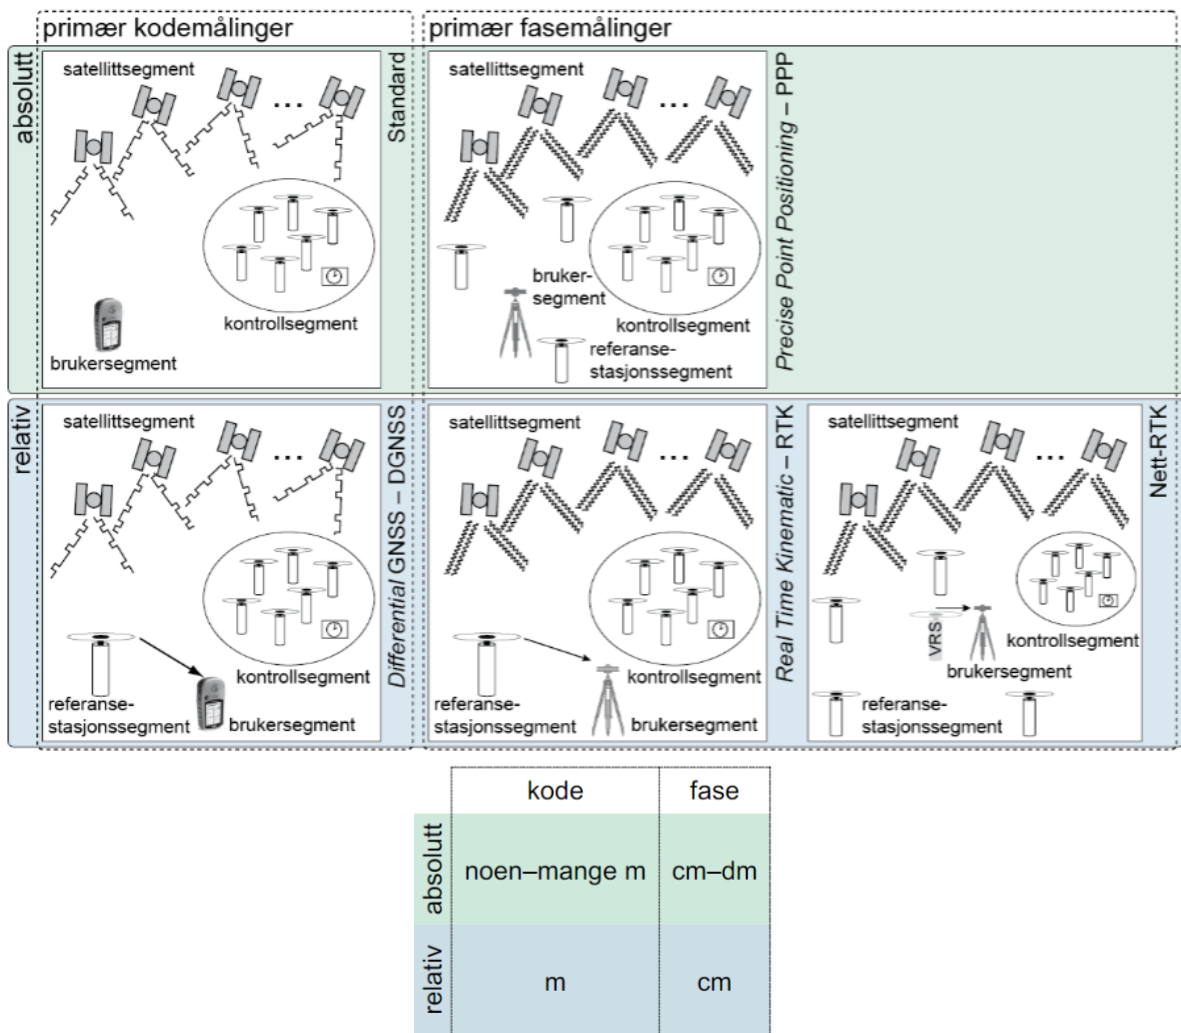 primær kodemålinger
primær fasemålinger
absolutt
satellittsegment
kontrollsegment
brukersegment
Standard
satellittsegment
bruker-
segment
kontrollsegment
referanse-
stasjonssegment
Precise Point Positioning – PPP
relativ
satellittsegment
kontrollsegment
referanse-
stasjonssegment
brukersegment
Differential GNSS – DGNSS
satellittsegment
kontrollsegment
referanse-
stasjonssegment
brukersegment
Real Time Kinematic – RTK
satellittsegment
VRS
kontrollsegment
brukersegment
referanse-
stasjonssegment
Nett-RTK
kode
fase
absolutt
noen–mange m
cm–dm
relativ
m
cm